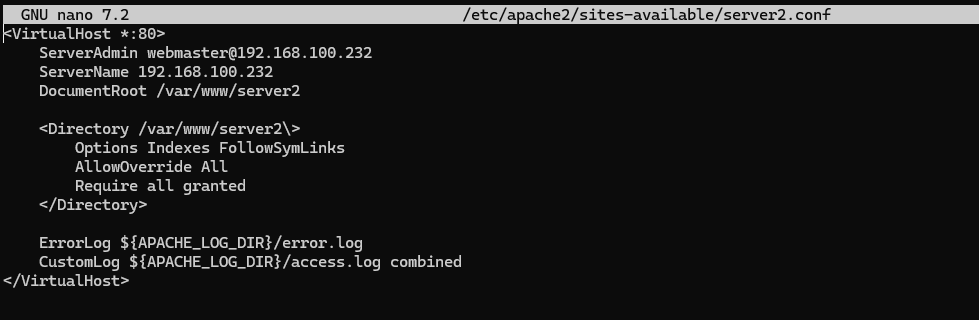 GNU nano 7.2 /etc/apache2/sites-available/server2.conf
<VirtualHost *:80>
    ServerAdmin webmaster@192.168.100.232
    ServerName 192.168.100.232
    DocumentRoot /var/www/server2

    <Directory /var/www/server2\>
        Options Indexes FollowSymLinks
        AllowOverride All
        Require all granted
    </Directory>

    ErrorLog ${APACHE_LOG_DIR}/error.log
    CustomLog ${APACHE_LOG_DIR}/access.log combined
</VirtualHost>